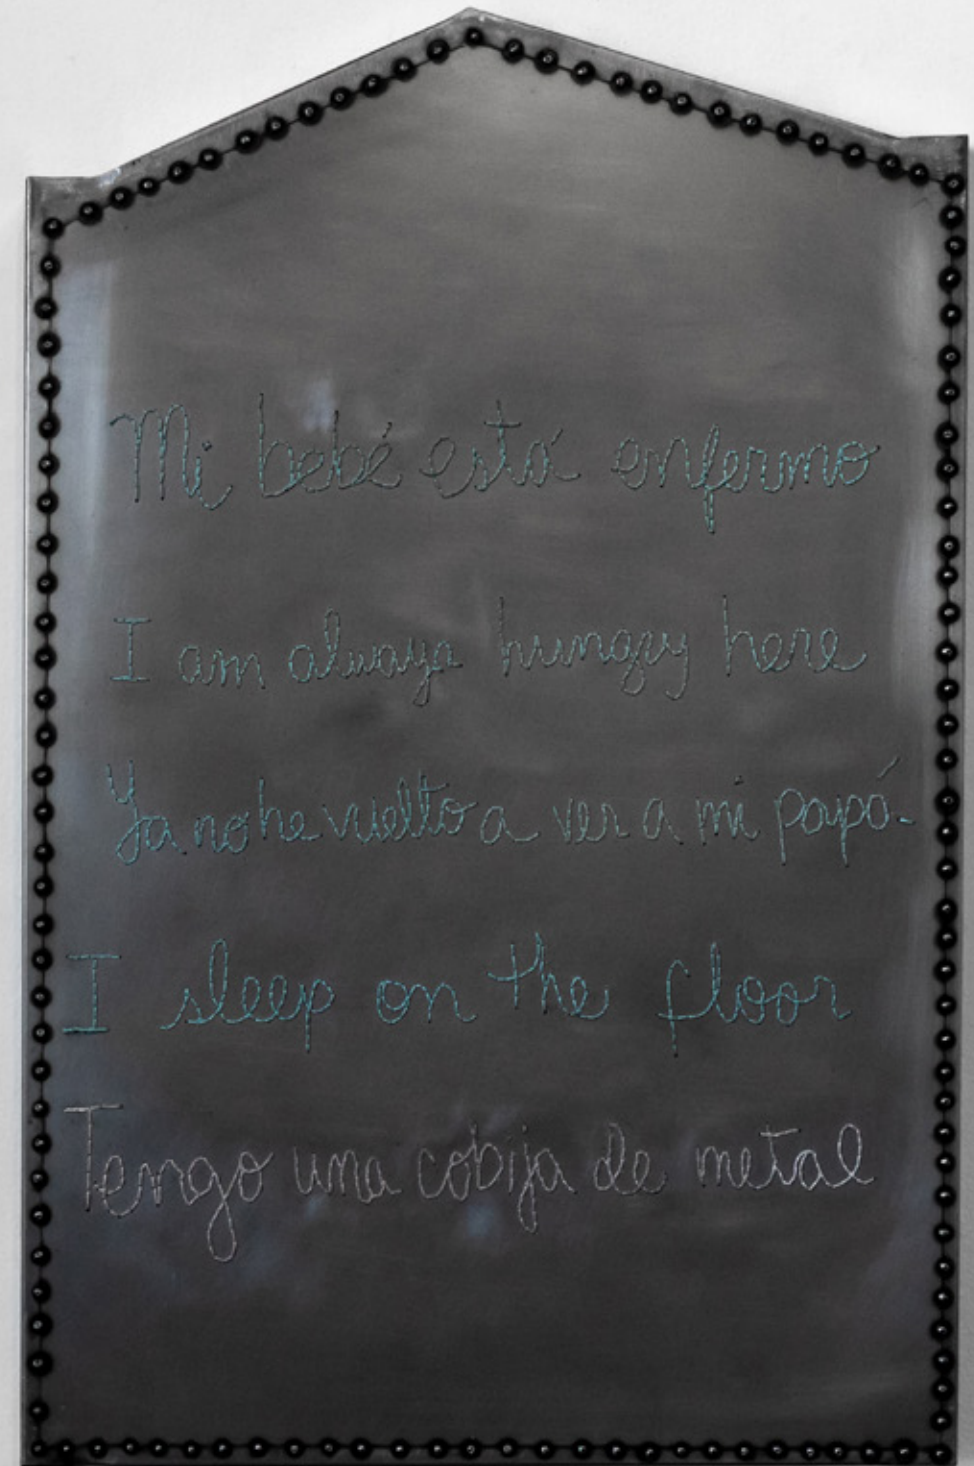 Mi bebé está enfermo
I am always hungry here
Ya no he vuelto a ver a mi papá.
I sleep on the floor
Tengo una cobija de metal